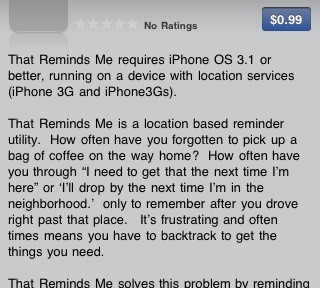 No Ratings
$0.99
That Reminds Me requires iPhone OS 3.1 or
better, running on a device with location services
(iPhone 3G and iPhone3Gs).
That Reminds Me is a location based reminder
utility.  How often have you forgotten to pick up a
bag of coffee on the way home?  How often have
you through “I need to get that the next time I’m
here” or ‘I’ll drop by the next time I’m in the
neighborhood.’  only to remember after you drove
right past that place.   It’s frustrating and often
times means you have to backtrack to get the
things you need.
That Reminds Me solves this problem by reminding